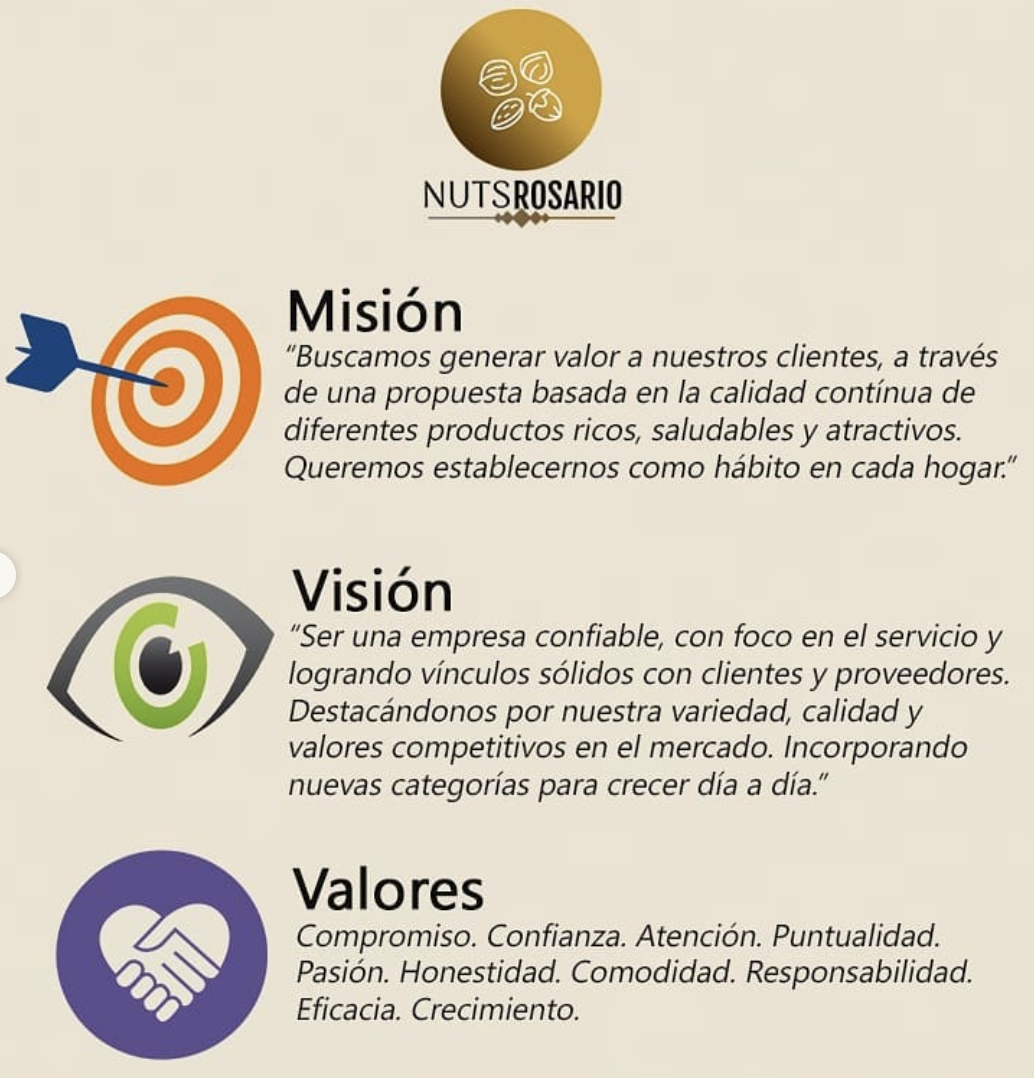 NUTSROSARIO
Misión
“Buscamos generar valor a nuestros clientes, a través
de una propuesta basada en la calidad contínua de
diferentes productos ricos, saludables y atractivos.
Queremos establecernos como hábito en cada hogar.”
Visión
“Ser una empresa confiable, con foco en el servicio y
logrando vínculos sólidos con clientes y proveedores.
Destacándonos por nuestra variedad, calidad y
valores competitivos en el mercado. Incorporando
nuevas categorías para crecer día a día.”
Valores
Compromiso. Confianza. Atención. Puntualidad.
Pasión. Honestidad. Comodidad. Responsabilidad.
Eficacia. Crecimiento.